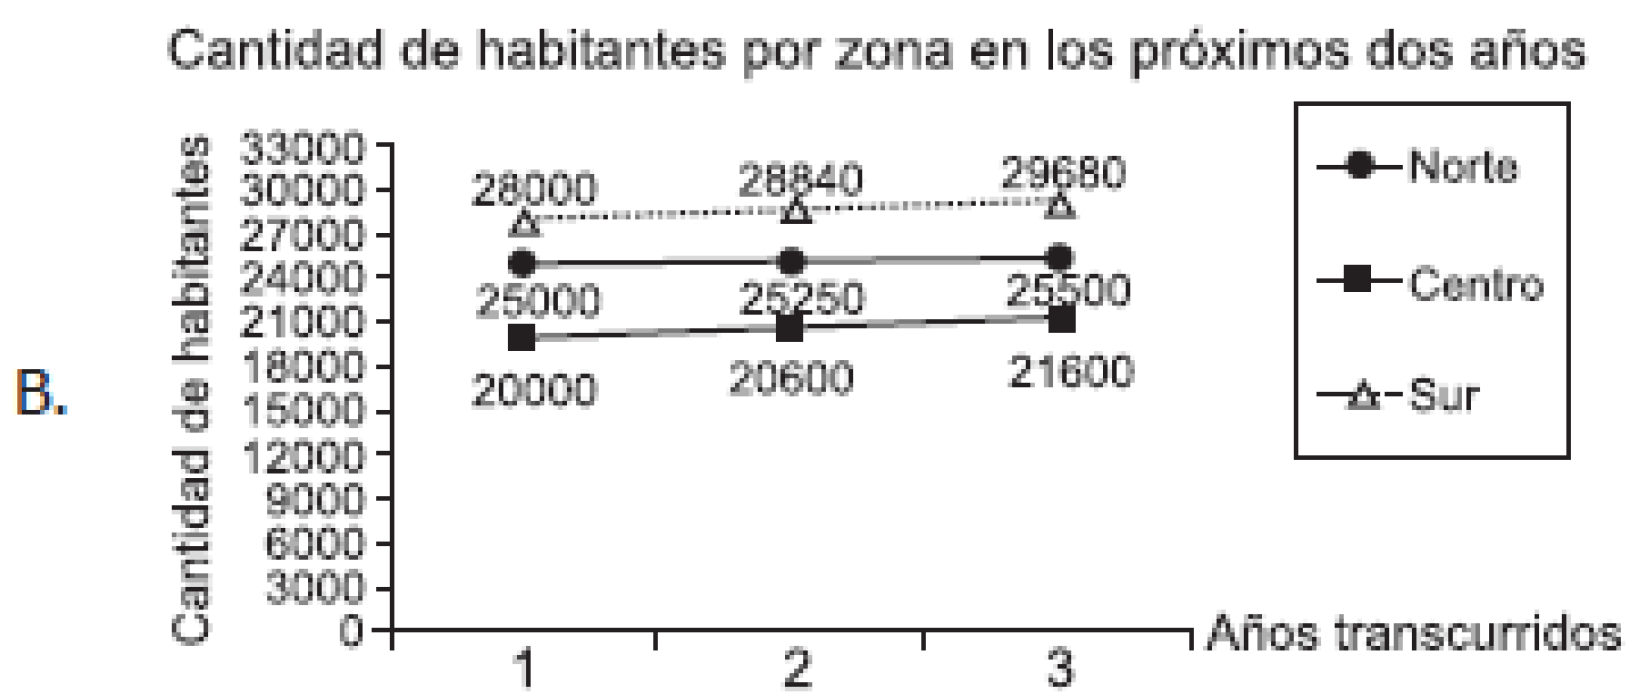 Cantidad de habitantes por zona en los próximos dos años
B.
Cantidad de habitantes
33000
30000
27000
24000
21000
18000
15000
12000
9000
6000
3000
0
28000 28840 29680
25000 25250 25500
20000 20600 21600
1 2 3
Años transcurridos
Norte
Centro
Sur